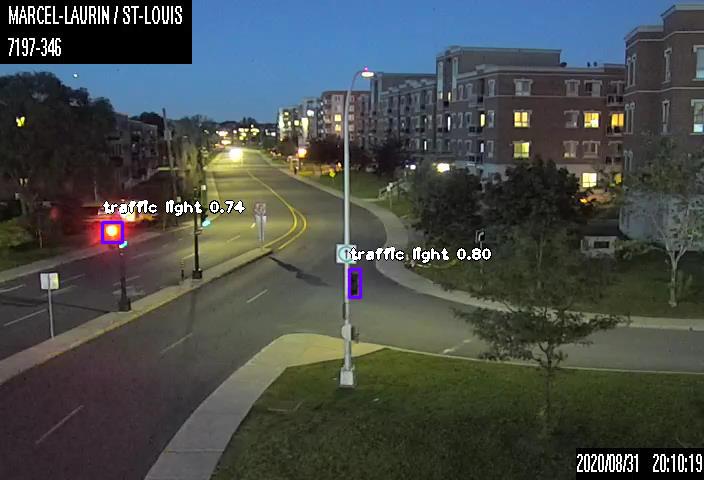 MARCEL-LAURIN / ST-LOUIS
7197-346
traffic light 0.74
traffic light 0.80
2020/08/31 20:10:19